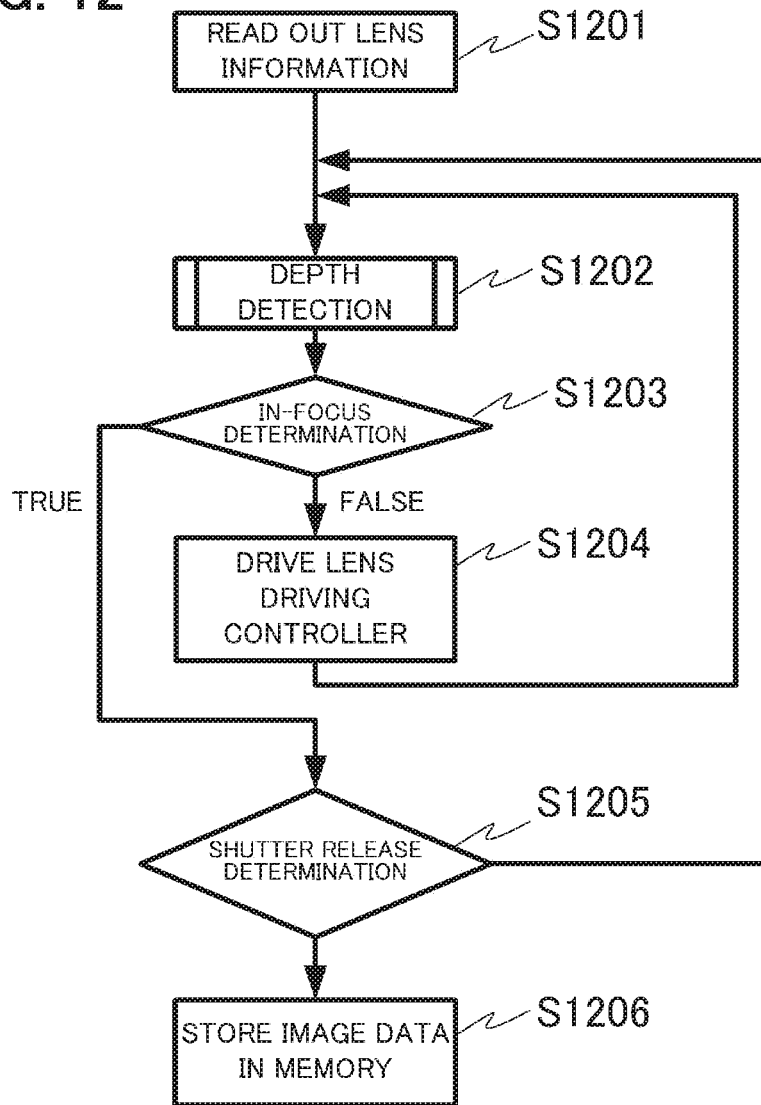 G. 12
READ OUT LENS
INFORMATION
S1201
DEPTH
DETECTION
S1202
IN-FOCUS
DETERMINATION
S1203
TRUE
FALSE
DRIVE LENS
DRIVING
CONTROLLER
S1204
SHUTTER RELEASE
DETERMINATION
S1205
STORE IMAGE DATA
IN MEMORY
S1206